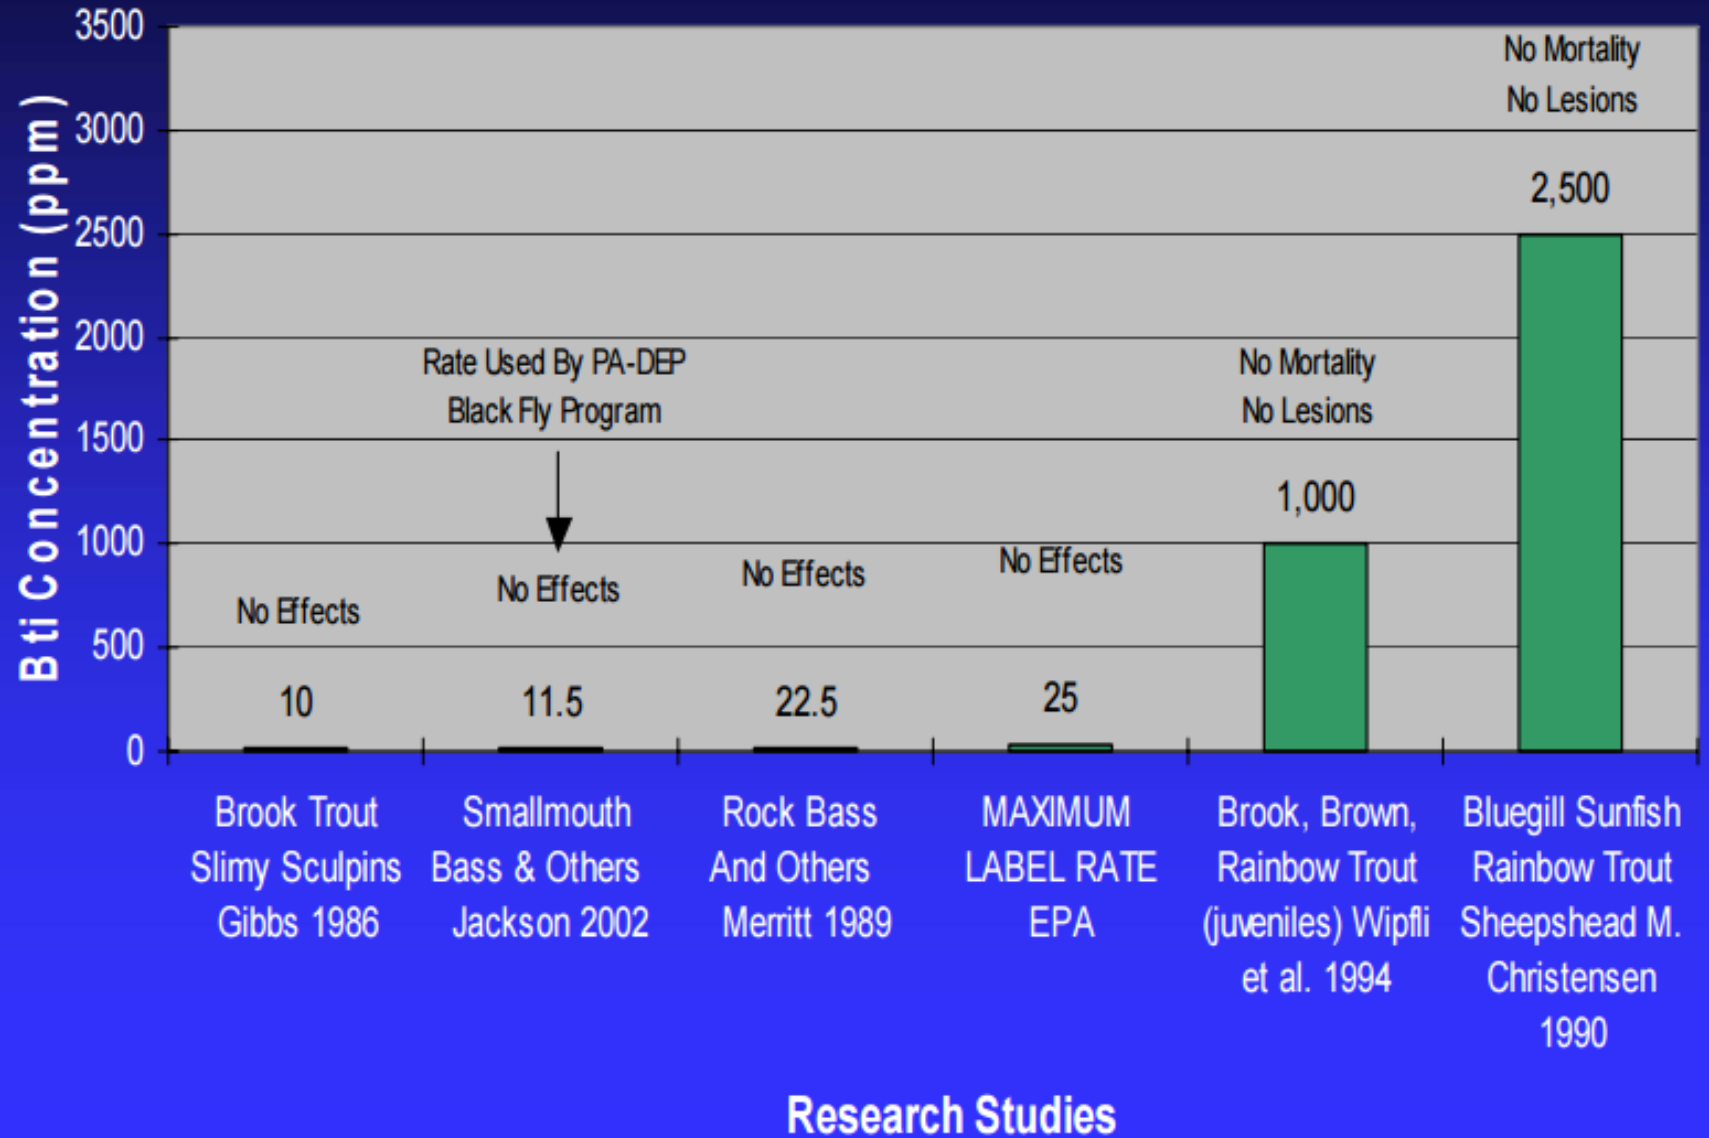 Bti Concentration (ppm)
3500
3000
2500
2000
1500
1000
500
0
No Effects
10
Rate Used By PA-DEP
Black Fly Program
No Effects
11.5
No Effects
22.5
No Effects
25
No Mortality
No Lesions
1,000
No Mortality
No Lesions
2,500
Brook Trout
Slimy Sculpins
Gibbs 1986
Smallmouth
Bass & Others
Jackson 2002
Rock Bass
And Others
Merritt 1989
MAXIMUM
LABEL RATE
EPA
Brook, Brown,
Rainbow Trout
(juveniles) Wipfli
et al. 1994
Bluegill Sunfish
Rainbow Trout
Sheepshead M.
Christensen
1990
Research Studies